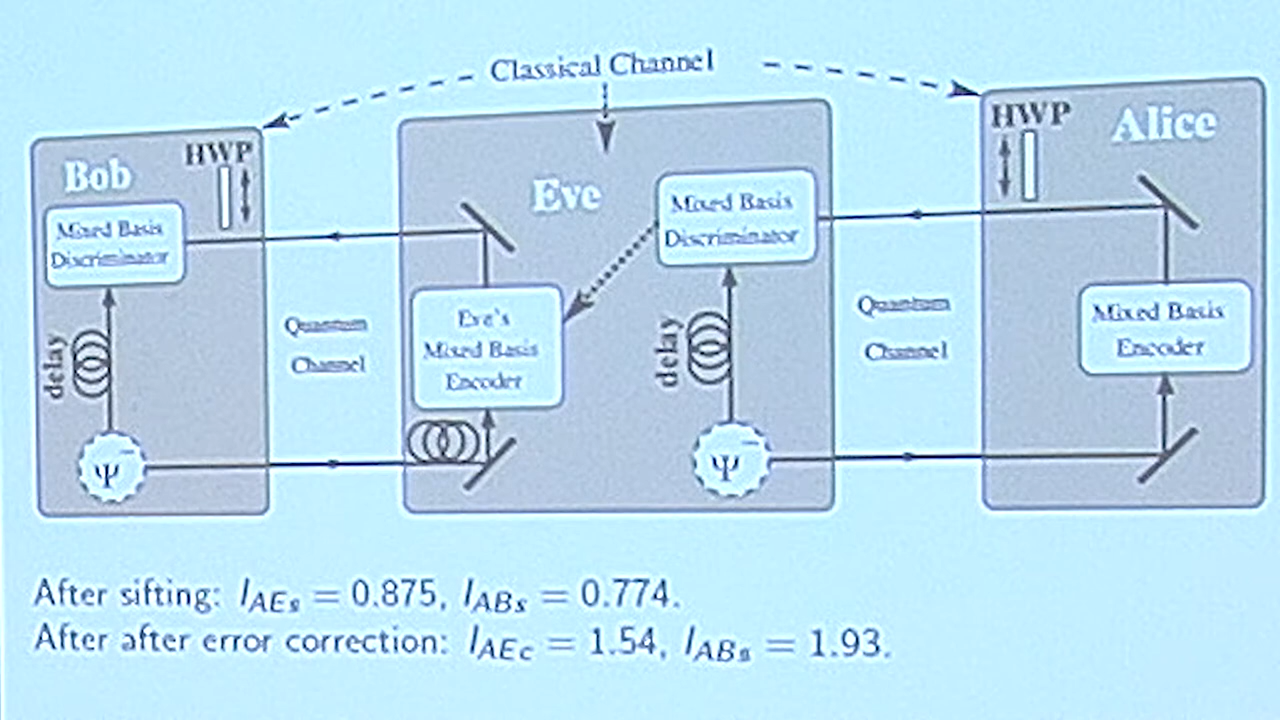 Classical Channel
Bob
HWP
Mixed Basis
Discriminator
delay
Ψ⁻
Quantum
Channel
Eve
Mixed Basis
Discriminator
Eve's
Mixed Basis
Encoder
delay
Ψ⁻
Quantum
Channel
HWP
Alice
Mixed Basis
Encoder
After sifting: I_AEs = 0.875, I_ABs = 0.774.
After after error correction: I_AEc = 1.54, I_ABs = 1.93.